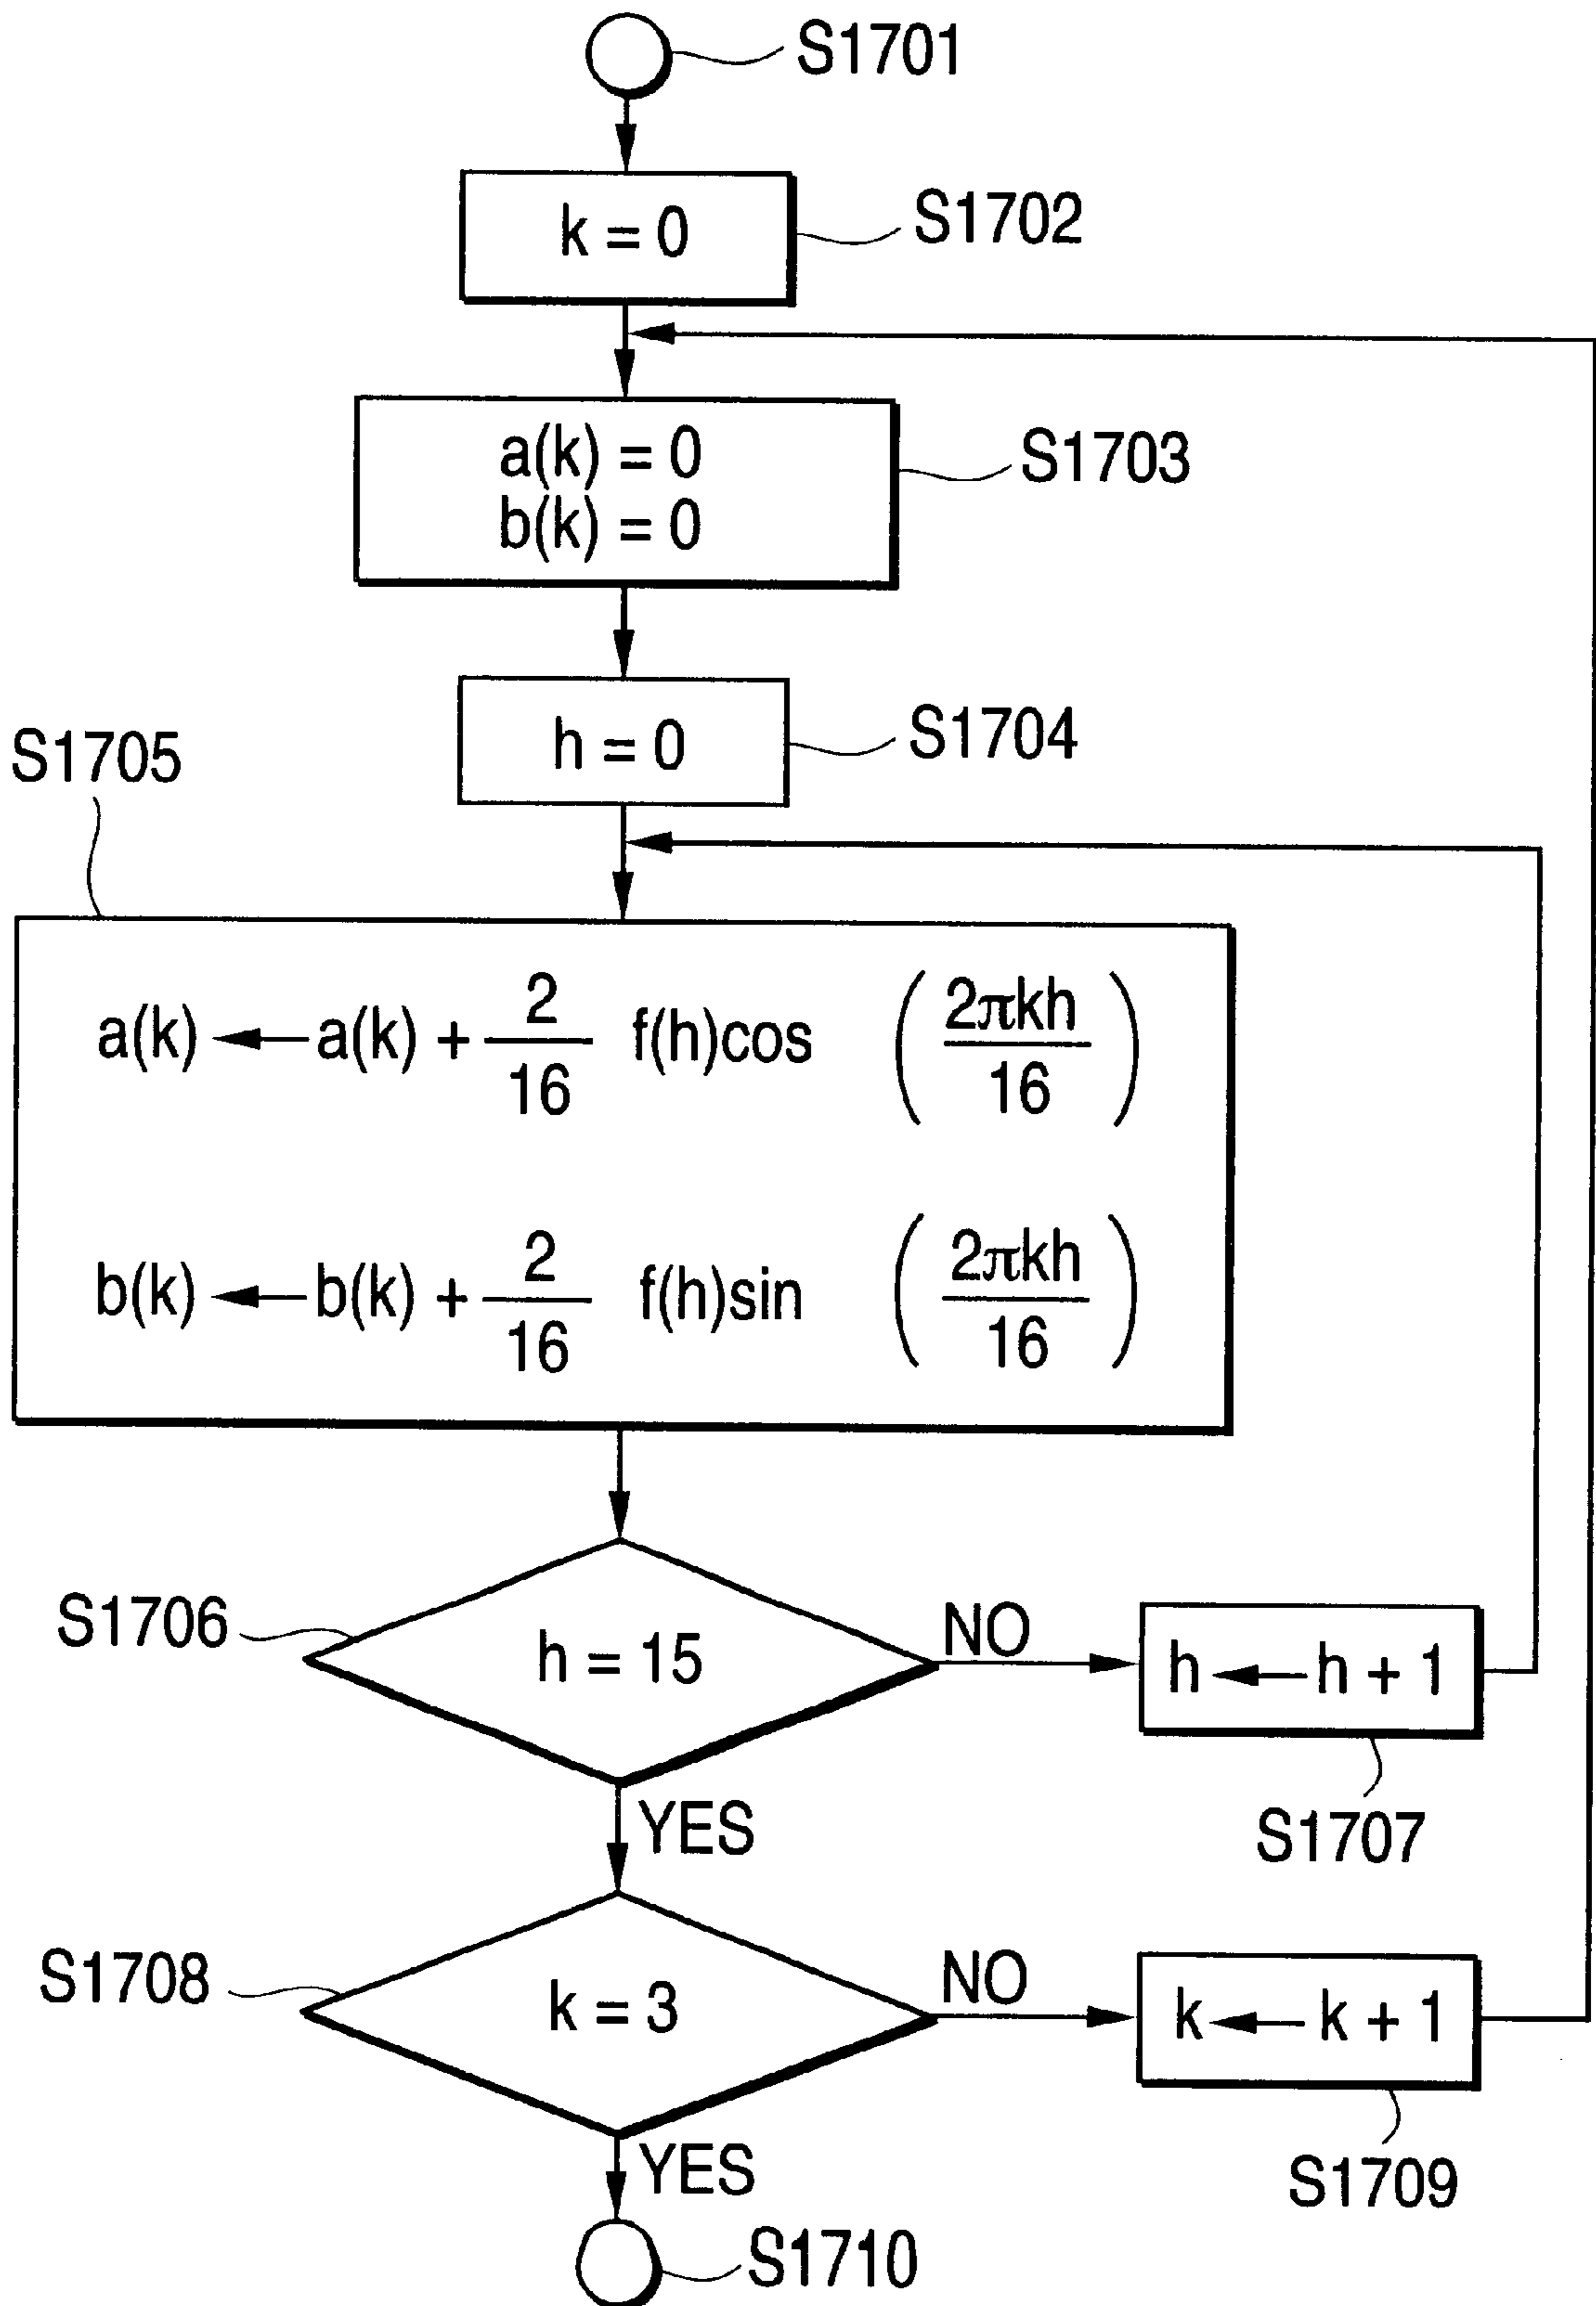 S1701
k = 0
S1702
a(k) = 0
b(k) = 0
S1703
h = 0
S1704
S1705
a(k) ← a(k) + 2/16 f(h)cos (2πkh/16)
b(k) ← b(k) + 2/16 f(h)sin (2πkh/16)
S1706
h = 15
NO
h ← h + 1
YES
S1707
S1708
k = 3
NO
k ← k + 1
YES
S1709
S1710